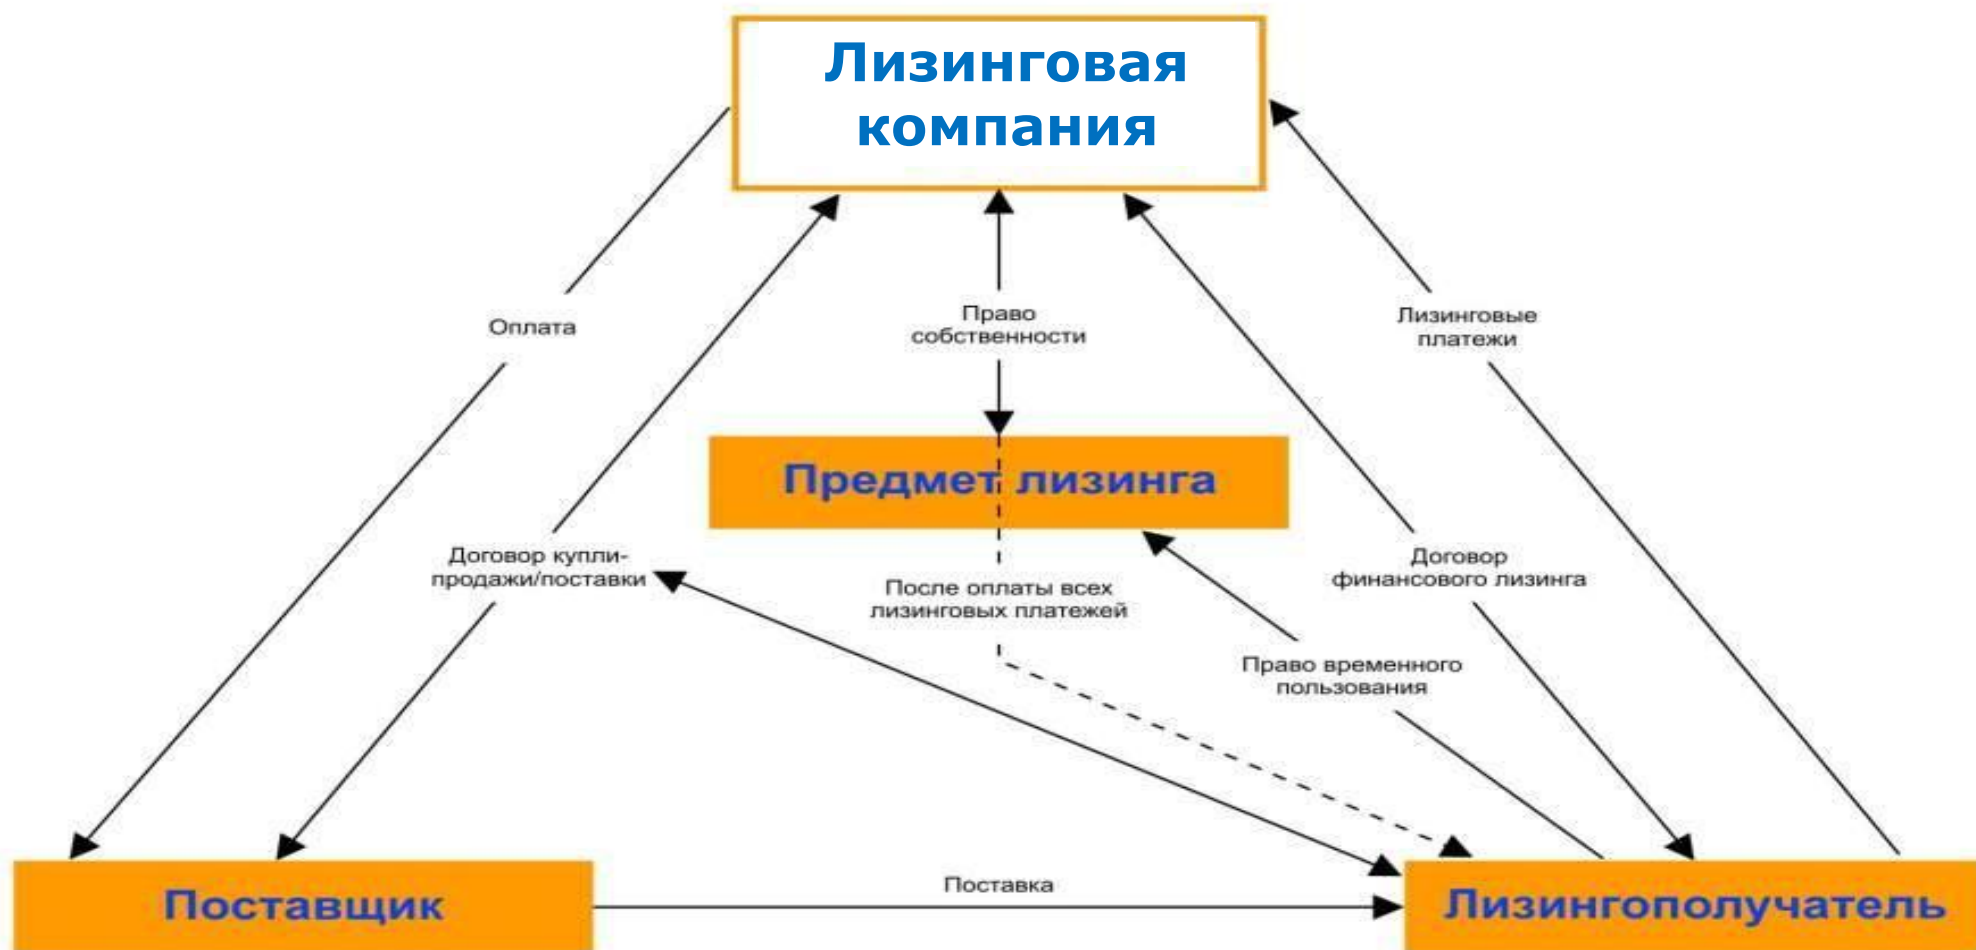 Лизинговая
компания
Оплата
Право
собственности
Лизинговые
платежи
Предмет лизинга
Договор купли-
продажи/поставки
После оплаты всех
лизинговых платежей
Договор
финансового лизинга
Право временного
пользования
Поставка
Поставщик
Лизингополучатель